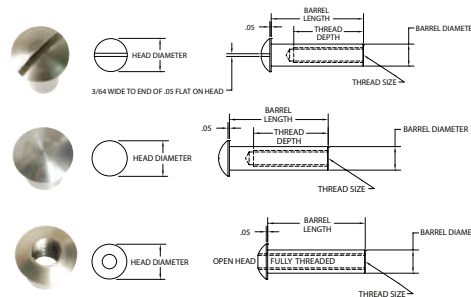 BARREL
LENGTH
.05
THREAD
DEPTH
BARREL DIAMETER
HEAD DIAMETER
3/64 WIDE TO END OF .05 FLAT ON HEAD
THREAD SIZE
BARREL
LENGTH
.05
THREAD
DEPTH
BARREL DIAMETER
HEAD DIAMETER
THREAD SIZE
BARREL
LENGTH
.05
BARREL DIAME
HEAD DIAMETER
OPEN HEAD
FULLY THREADED
THREAD SIZE